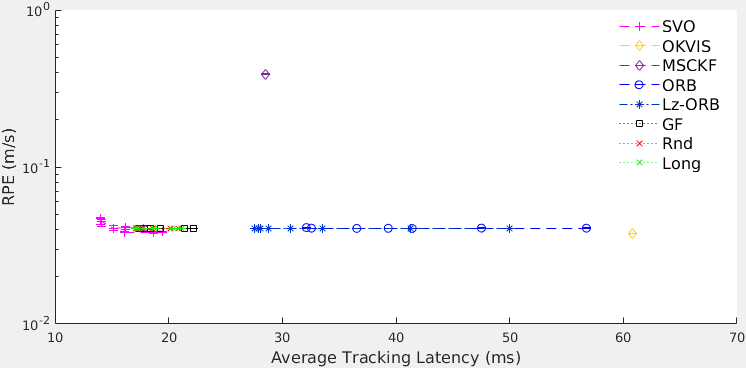 10^0
10^-1
10^-2
RPE (m/s)
SVO
OKVIS
MSCKF
ORB
Lz-ORB
GF
Rnd
Long
10 20 30 40 50 60 70
Average Tracking Latency (ms)